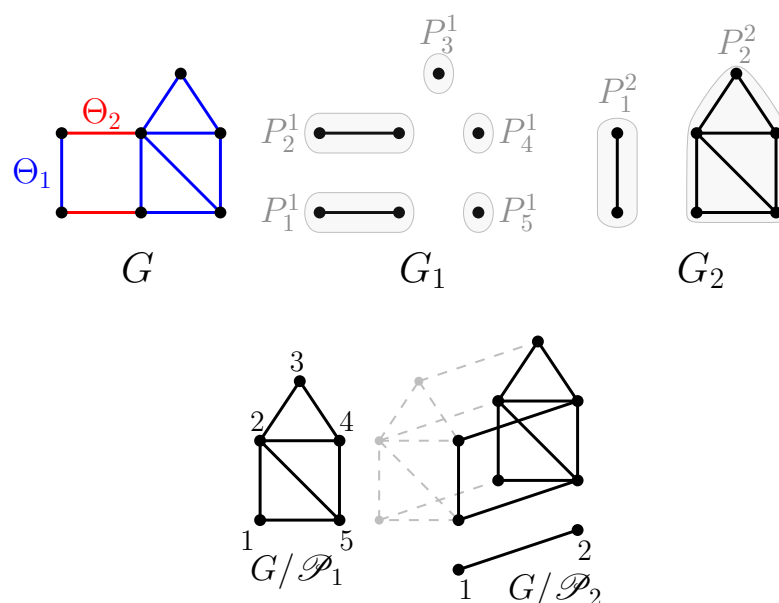 P_3^1
Θ_2 P_2^1 P_4^1 P_1^2 P_2^2
Θ_1 P_1^1 P_5^1
G G_1 G_2
3
2 4
1 5 2
G/𝒫_1 1 G/𝒫_2